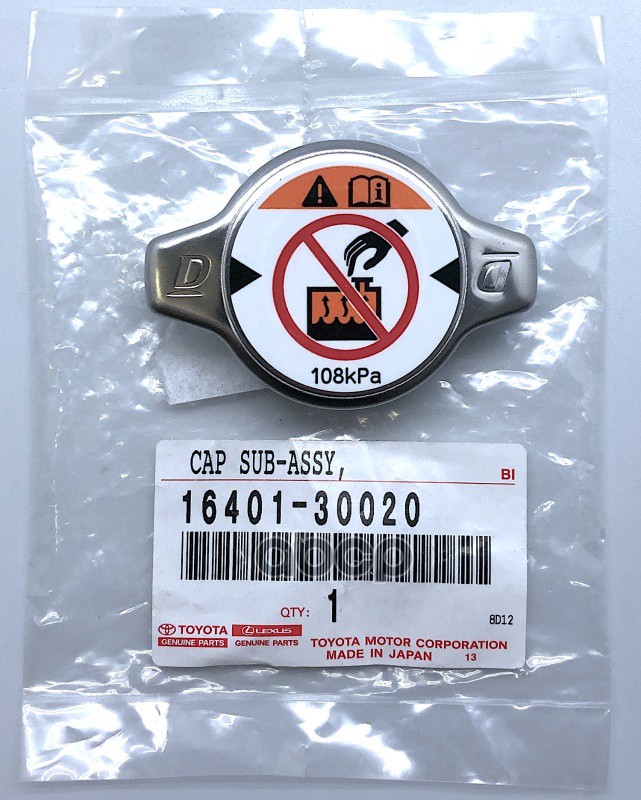 D
D
108kPa
CAP SUB-ASSY,
BI
16401-30020
abcp
QTY: 1
8D12
TOYOTA
GENUINE PARTS
LEXUS
GENUINE PARTS
TOYOTA MOTOR CORPORATION
MADE IN JAPAN 13